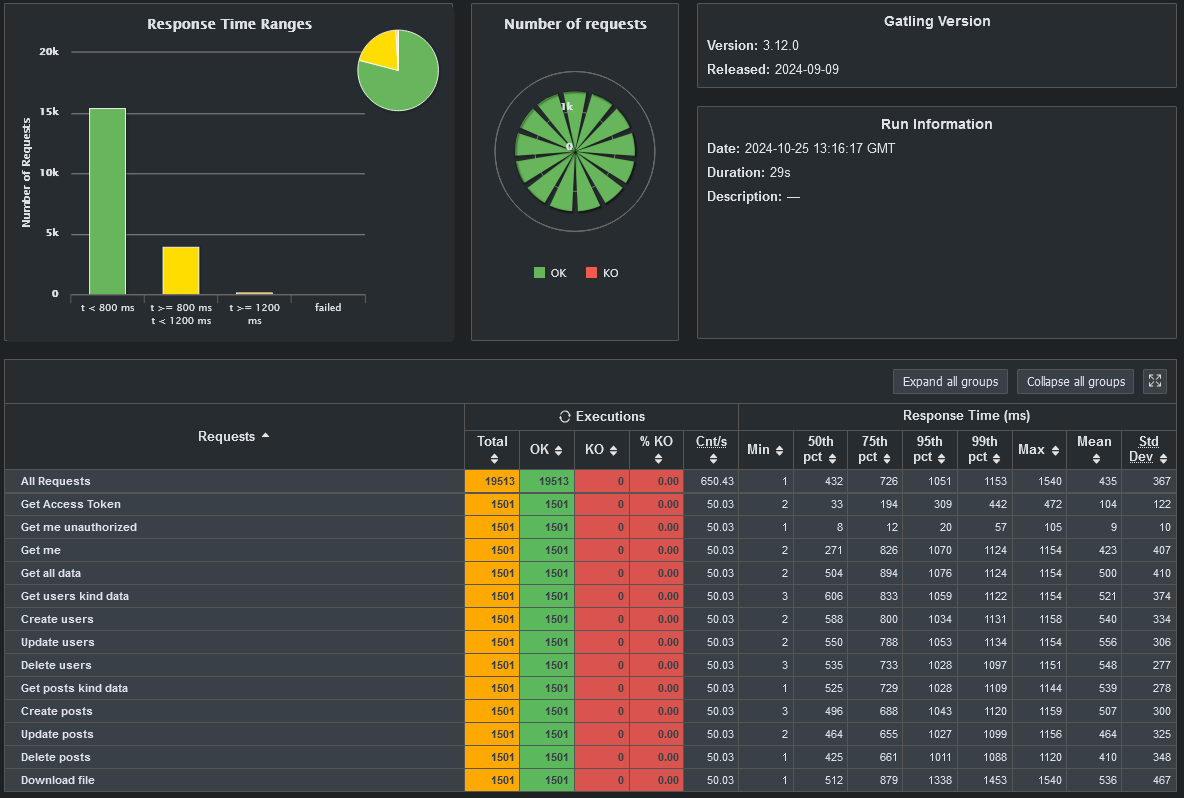 Response Time Ranges
20k
15k
10k
5k
0
Number of Requests
t < 800 ms
t >= 800 ms
t < 1200 ms
t >= 1200
ms
failed
Number of requests
1k
0
OK
KO
Gatling Version
Version: 3.12.0
Released: 2024-09-09
Run Information
Date: 2024-10-25 13:16:17 GMT
Duration: 29s
Description: —
Expand all groups Collapse all groups
Requests
Executions
Response Time (ms)
Total OK KO % KO Cnt/s Min 50th pct 75th pct 95th pct 99th pct Max Mean Std Dev
All Requests 19513 19513 0 0.00 650.43 1 432 726 1051 1153 1540 435 367
Get Access Token 1501 1501 0 0.00 50.03 2 33 194 309 442 472 104 122
Get me unauthorized 1501 1501 0 0.00 50.03 1 8 12 20 57 105 9 10
Get me 1501 1501 0 0.00 50.03 2 271 826 1070 1124 1154 423 407
Get all data 1501 1501 0 0.00 50.03 2 504 894 1076 1124 1154 500 410
Get users kind data 1501 1501 0 0.00 50.03 3 606 833 1059 1122 1154 521 374
Create users 1501 1501 0 0.00 50.03 2 588 800 1034 1131 1158 540 334
Update users 1501 1501 0 0.00 50.03 2 550 788 1053 1134 1154 556 306
Delete users 1501 1501 0 0.00 50.03 3 535 733 1028 1097 1151 548 277
Get posts kind data 1501 1501 0 0.00 50.03 1 525 729 1028 1109 1144 539 278
Create posts 1501 1501 0 0.00 50.03 3 496 688 1043 1120 1159 507 300
Update posts 1501 1501 0 0.00 50.03 2 464 655 1027 1099 1156 464 325
Delete posts 1501 1501 0 0.00 50.03 1 425 661 1011 1088 1120 410 348
Download file 1501 1501 0 0.00 50.03 1 512 879 1338 1453 1540 536 467